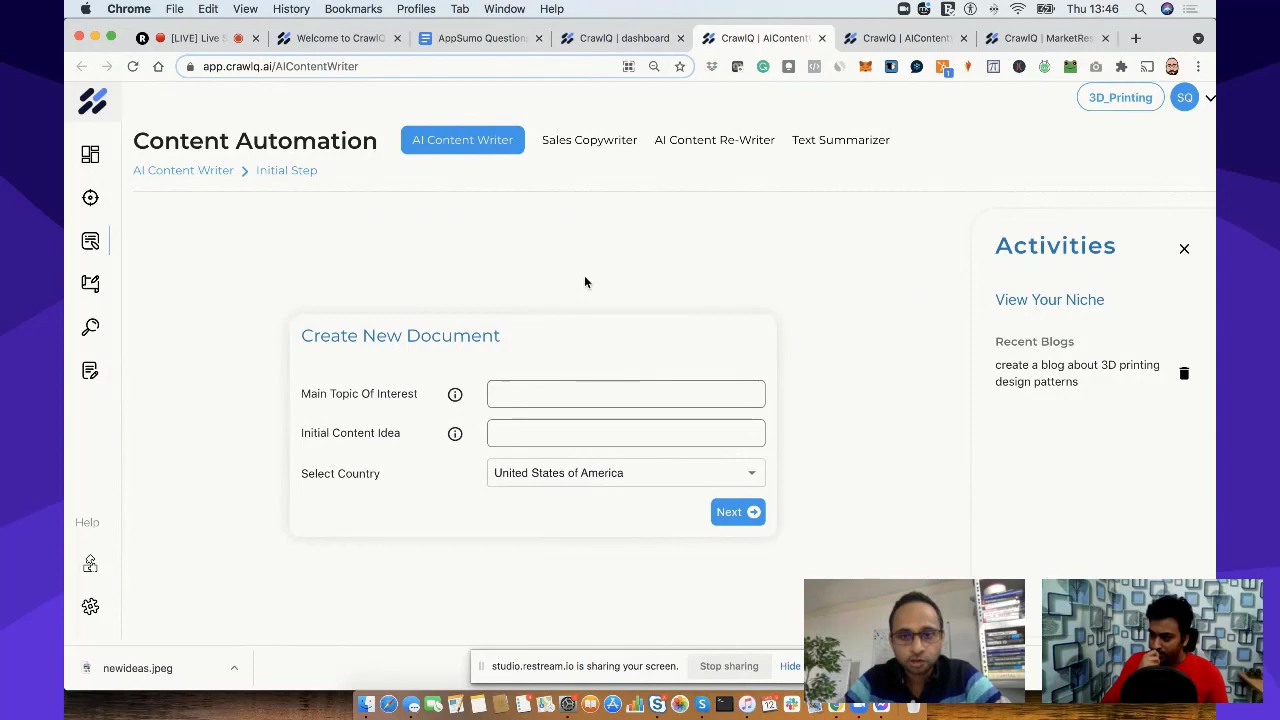 Chrome File Edit View History Bookmarks Profiles Tab Window Help Thu 13:46
[LIVE] Live S Welcome to CrawlQ AppSumo Question CrawlQ | dashboard CrawlQ | AIContent CrawlQ | AIContent CrawlQ | MarketRes
app.crawlq.ai/AIContentWriter
1
3D_Printing SQ
Content Automation AI Content Writer Sales Copywriter AI Content Re-Writer Text Summarizer
AI Content Writer Initial Step
Activities
View Your Niche
Recent Blogs
create a blog about 3D printing
design patterns
Create New Document
Main Topic Of Interest
Initial Content Idea
Select Country United States of America
Next
Help
newideas.jpeg
studio.restream.io is sharing your screen. Stop sharing Hide